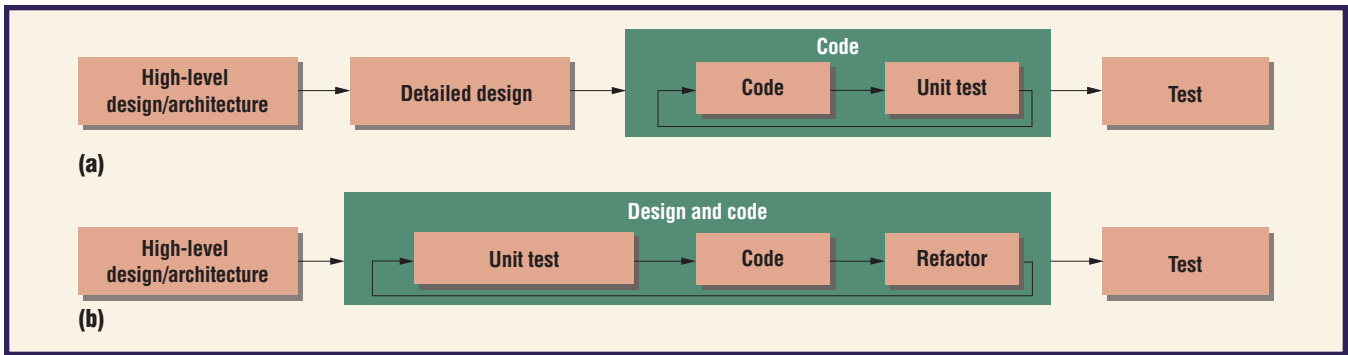 Code
High-level
design/architecture
Detailed design
Code
Unit test
Test
(a)
Design and code
High-level
design/architecture
Unit test
Code
Refactor
Test
(b)